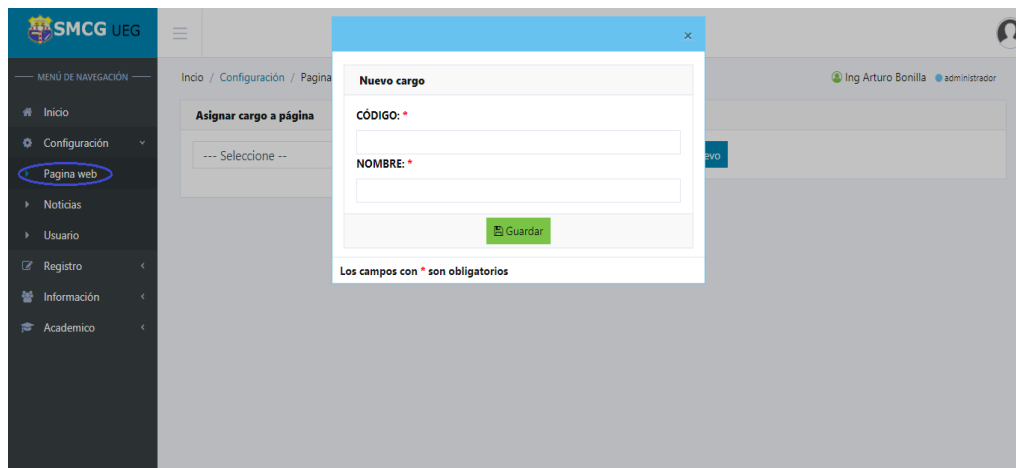 SMCG UEG
MENÚ DE NAVEGACIÓN
Inicio
Configuración
Pagina web
Noticias
Usuario
Registro
Información
Academico
Incio / Configuración / Pagina
Ing Arturo Bonilla administrador
Asignar cargo a página
--- Seleccione --
evo
×
Nuevo cargo
CÓDIGO: *
NOMBRE: *
Guardar
Los campos con * son obligatorios